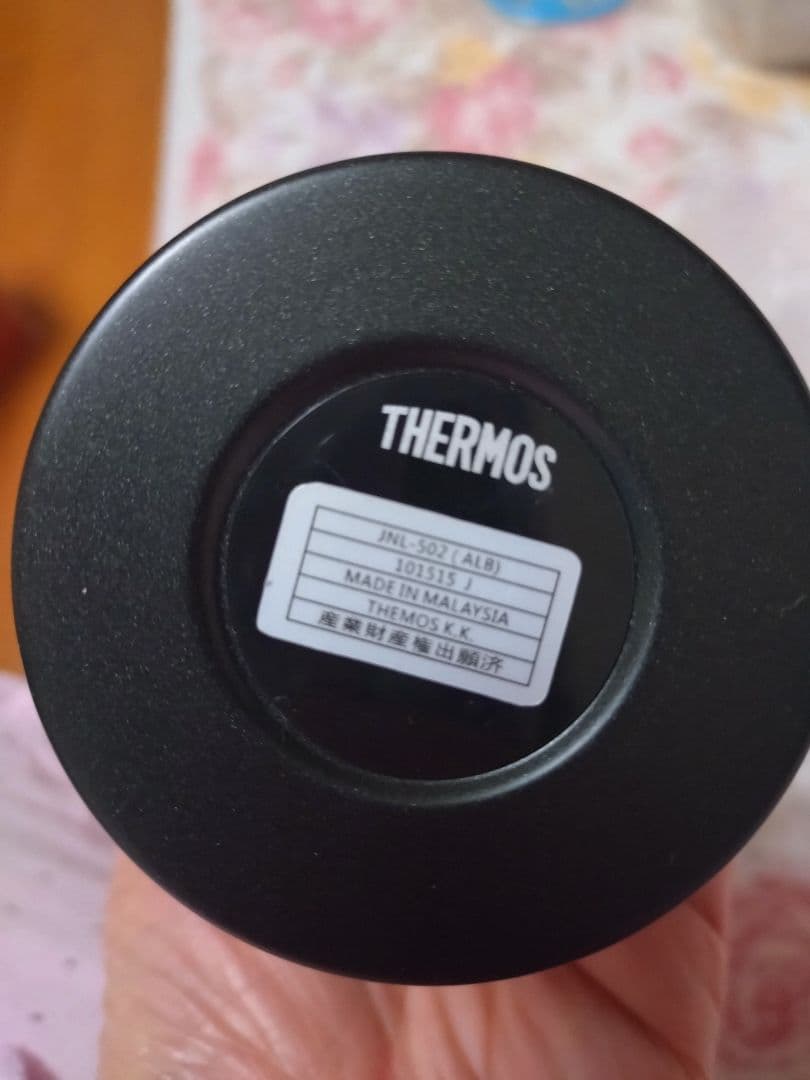 THERMOS
JNL-502 ( ALB)
101515 J
MADE IN MALAYSIA
THEMOS K.K.
産業財産権出願済